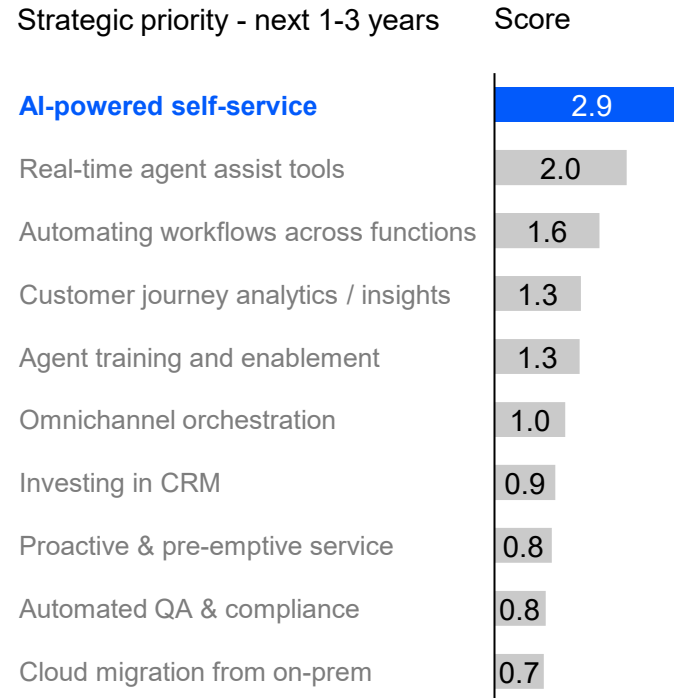 Strategic priority - next 1-3 years Score
AI-powered self-service 2.9
Real-time agent assist tools 2.0
Automating workflows across functions 1.6
Customer journey analytics / insights 1.3
Agent training and enablement 1.3
Omnichannel orchestration 1.0
Investing in CRM 0.9
Proactive & pre-emptive service 0.8
Automated QA & compliance 0.8
Cloud migration from on-prem 0.7